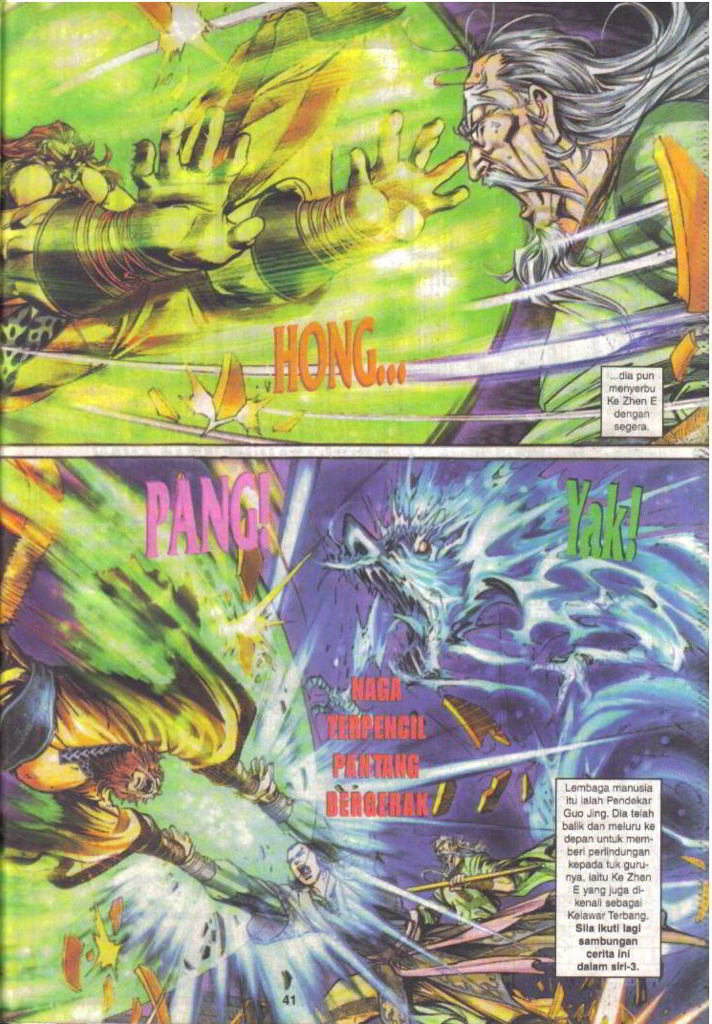 HONG...
...dia pun
menyerbu
Ke Zhen E
dengan
segera.
PANG!
Yak!
NAGA
TERPENCIL
PANTANG
BERGERAK
Lembaga manusia
itu ialah Pendekar
Guo Jing. Dia telah
balik dan meluru ke
depan untuk mem-
beri perlindungan
kepada tuk guru-
nya, iaitu Ke Zhen
E yang juga di-
kenali sebagai
Kelawar Terbang.
Sila ikuti lagi
sambungan
cerita ini
dalam siri-3.
41